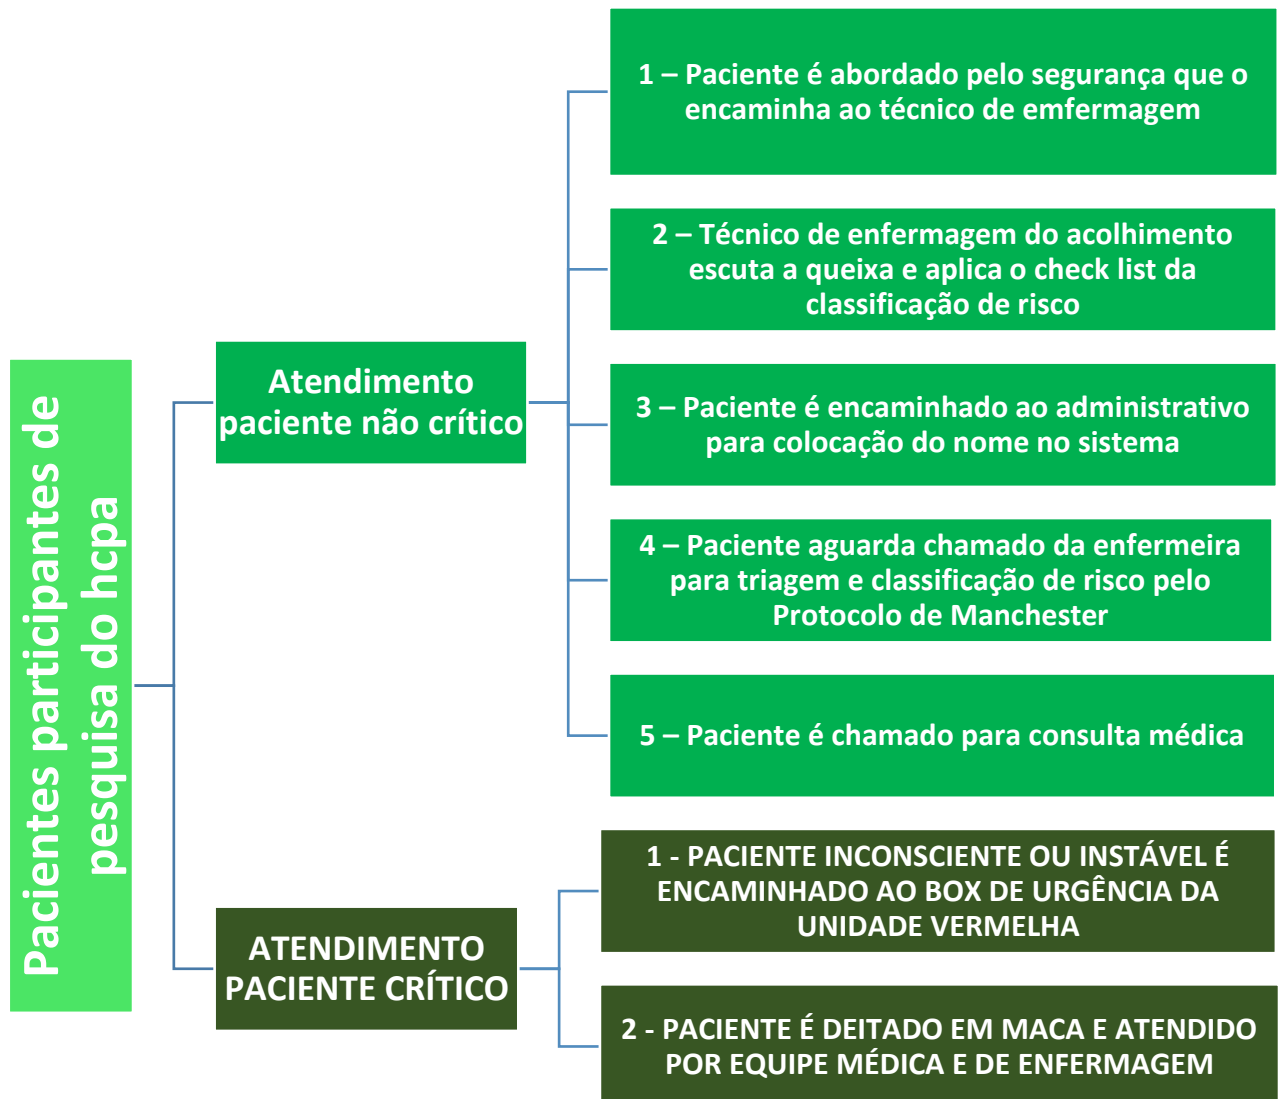 Pacientes participantes de
pesquisa do hcpa
Atendimento
paciente não crítico
1 – Paciente é abordado pelo segurança que o
encaminha ao técnico de emfermagem
2 – Técnico de enfermagem do acolhimento
escuta a queixa e aplica o check list da
classificação de risco
3 – Paciente é encaminhado ao administrativo
para colocação do nome no sistema
4 – Paciente aguarda chamado da enfermeira
para triagem e classificação de risco pelo
Protocolo de Manchester
5 – Paciente é chamado para consulta médica
ATENDIMENTO
PACIENTE CRÍTICO
1 - PACIENTE INCONSCIENTE OU INSTÁVEL É
ENCAMINHADO AO BOX DE URGÊNCIA DA
UNIDADE VERMELHA
2 - PACIENTE É DEITADO EM MACA E ATENDIDO
POR EQUIPE MÉDICA E DE ENFERMAGEM